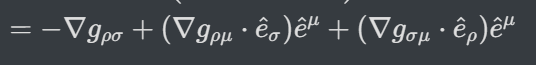 = −∇g_{ρσ} + (∇g_{ρμ} · ê_σ)ê^μ + (∇g_{σμ} · ê_ρ)ê^μ